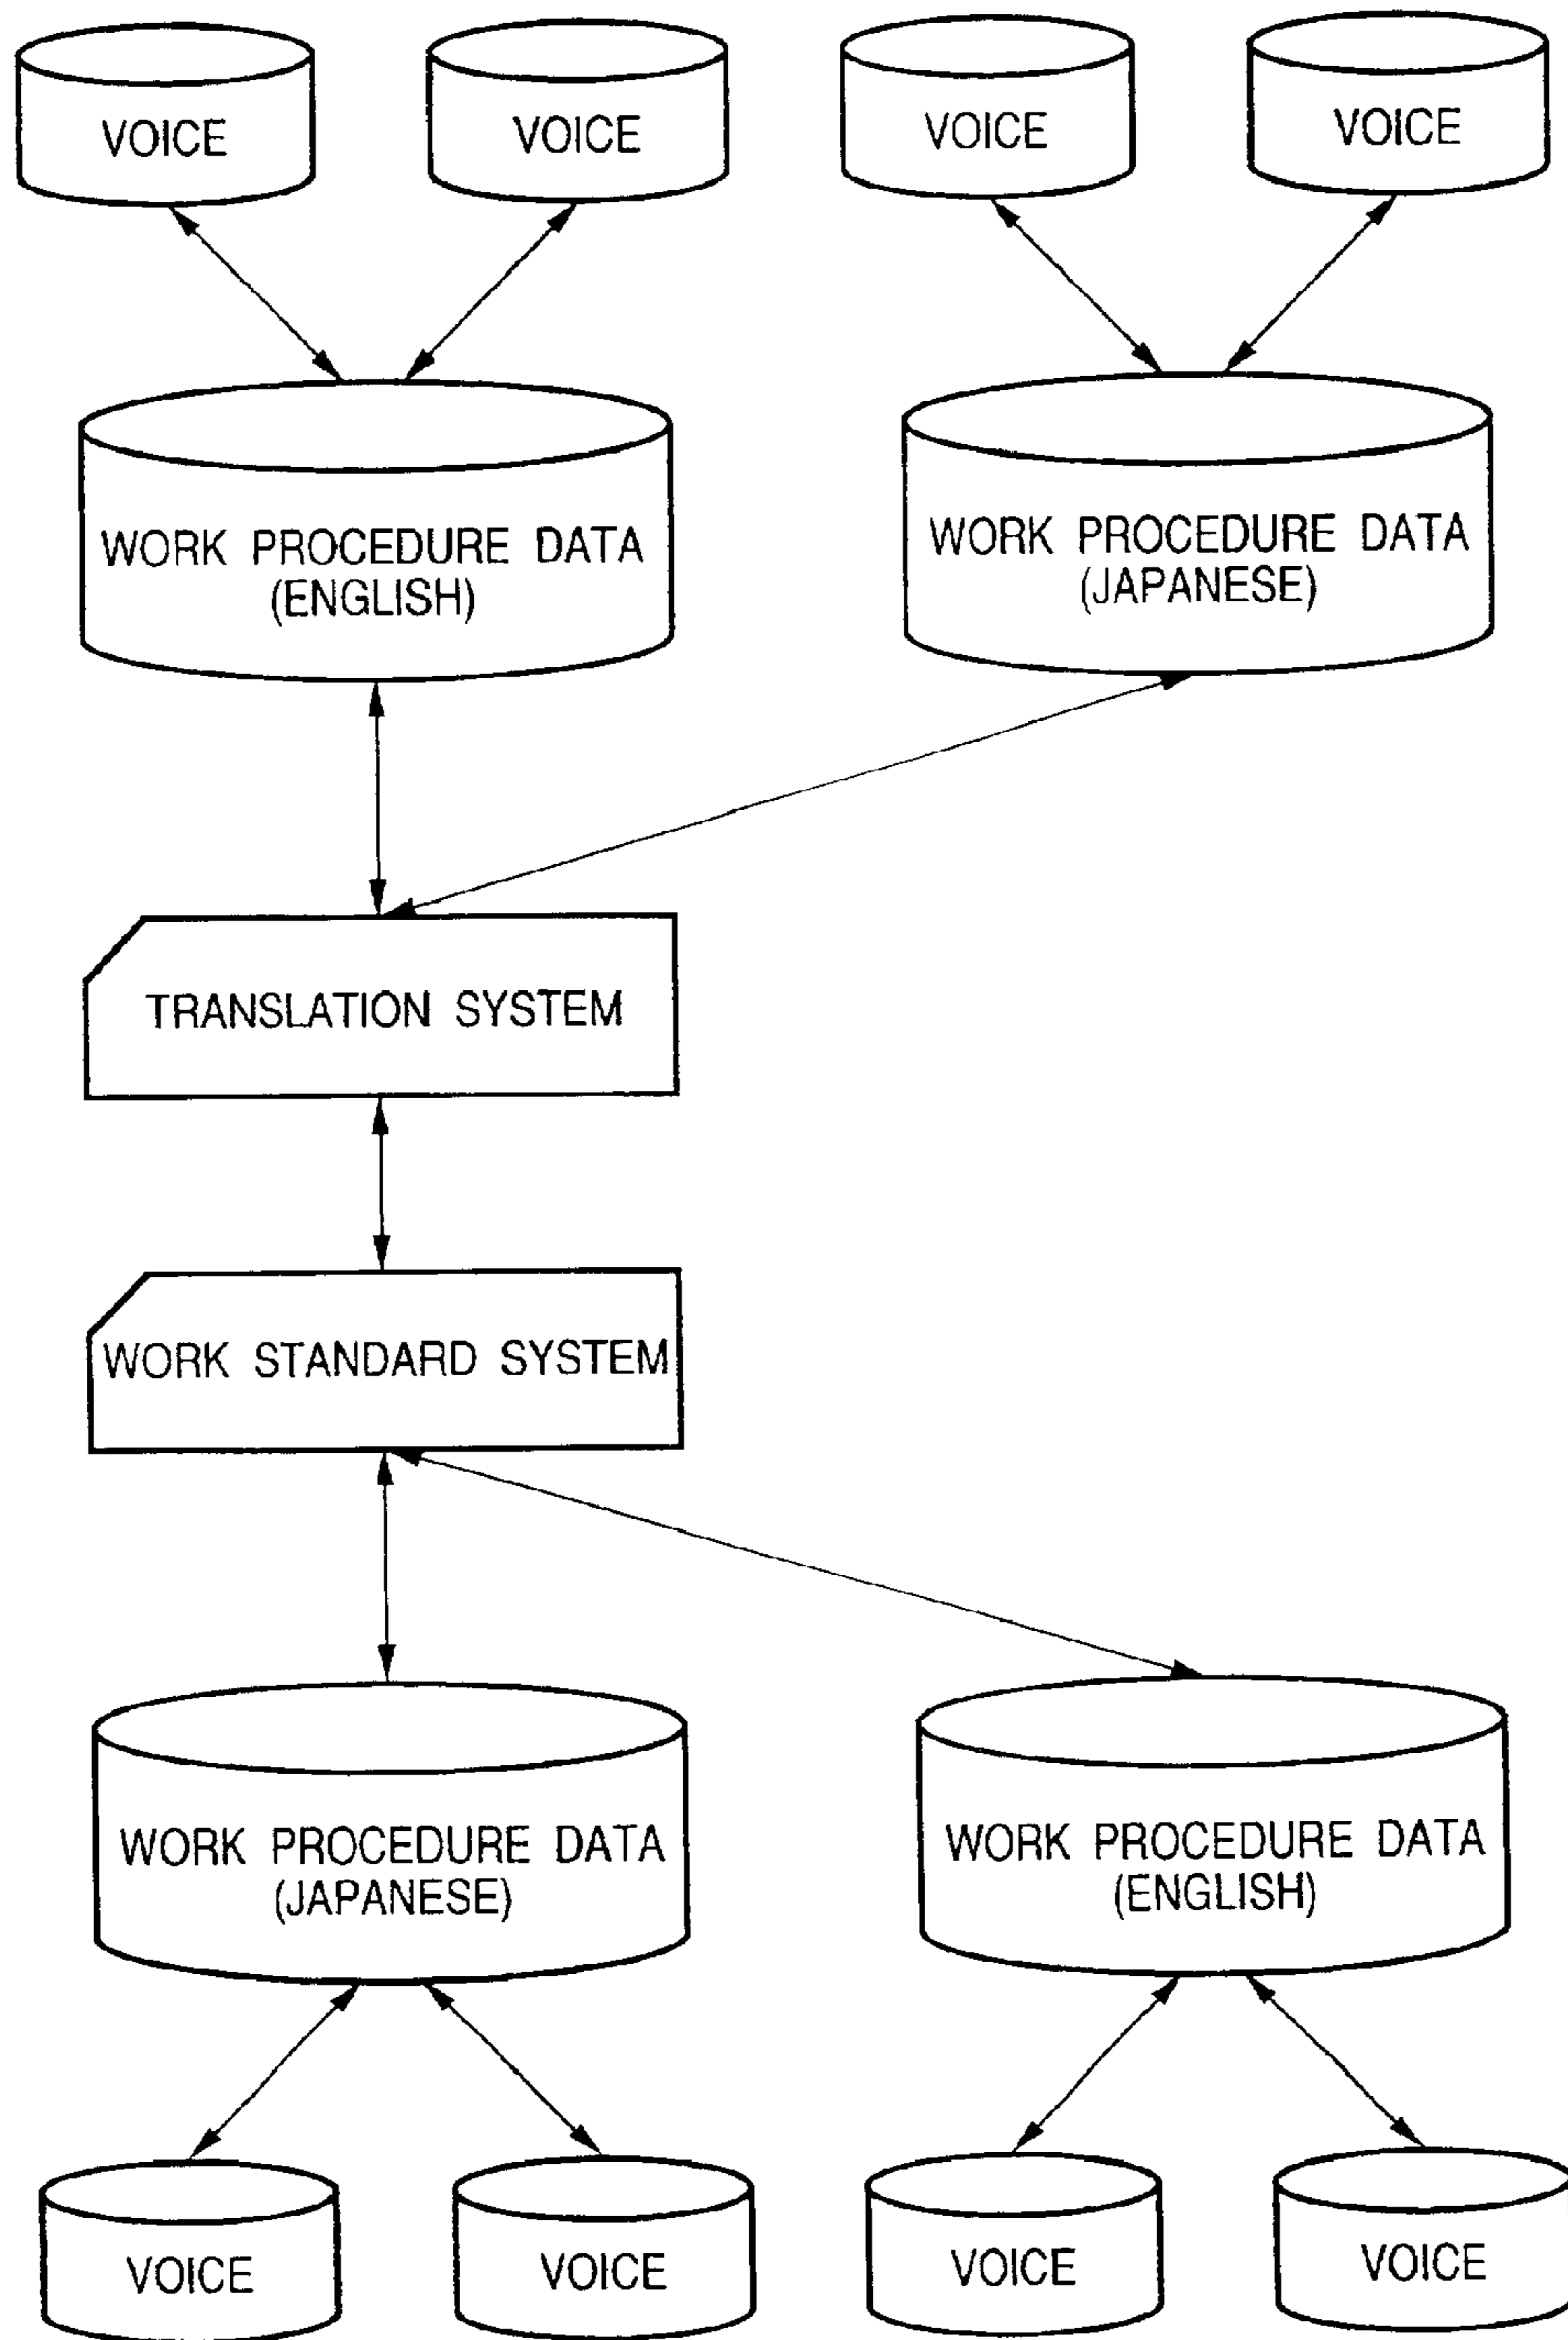 VOICE
VOICE
VOICE
VOICE
WORK PROCEDURE DATA
(ENGLISH)
WORK PROCEDURE DATA
(JAPANESE)
TRANSLATION SYSTEM
WORK STANDARD SYSTEM
WORK PROCEDURE DATA
(JAPANESE)
WORK PROCEDURE DATA
(ENGLISH)
VOICE
VOICE
VOICE
VOICE